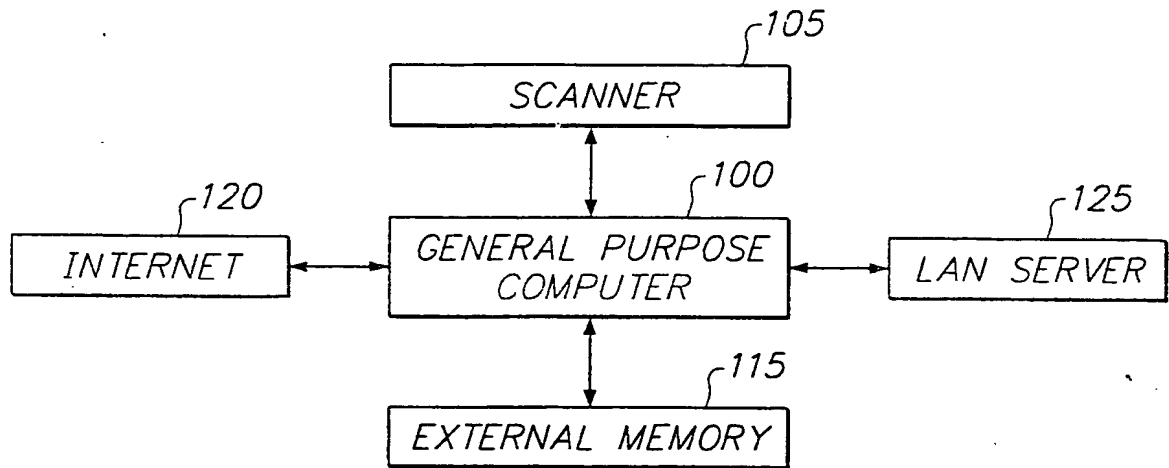 105
SCANNER
100
120
125
GENERAL PURPOSE
COMPUTER
INTERNET
LAN SERVER
115
EXTERNAL MEMORY